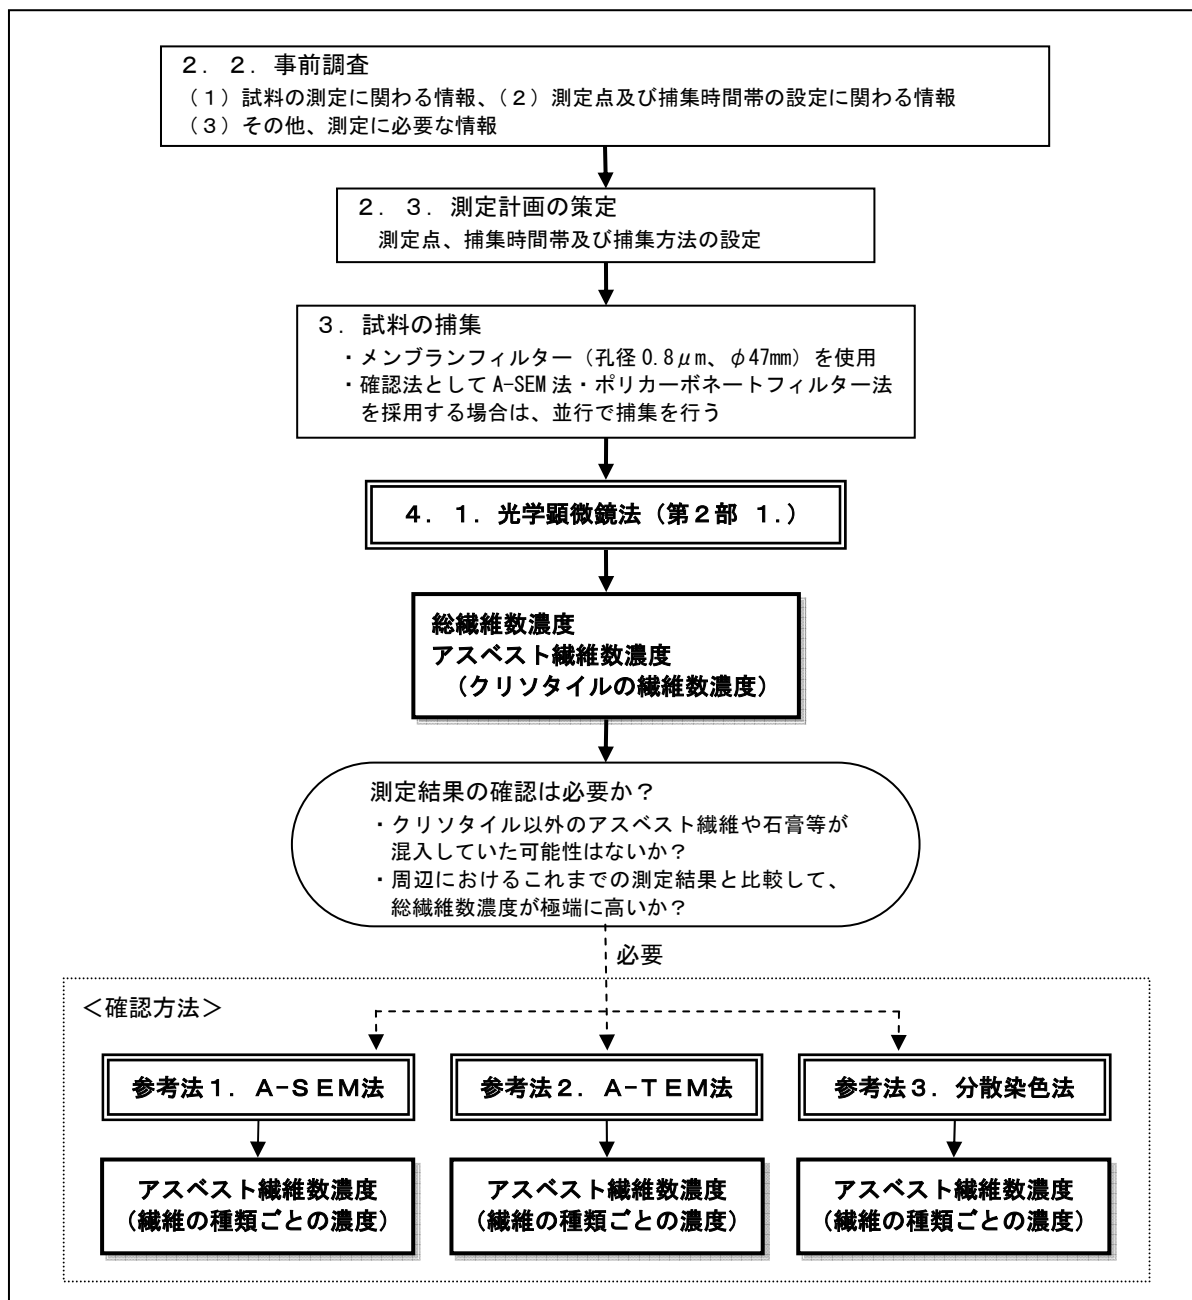 ２．２．事前調査
（１）試料の測定に関わる情報、（２）測定点及び捕集時間帯の設定に関わる情報
（３）その他、測定に必要な情報
２．３．測定計画の策定
測定点、捕集時間帯及び捕集方法の設定
３．試料の捕集
・メンブランフィルター（孔径0.8μm、φ47mm）を使用
・確認法としてA-SEM法・ポリカーボネートフィルター法
を採用する場合は、並行で捕集を行う
４．１．光学顕微鏡法（第２部 １.）
総繊維数濃度
アスベスト繊維数濃度
（クリソタイルの繊維数濃度）
測定結果の確認は必要か？
・クリソタイル以外のアスベスト繊維や石膏等が
混入していた可能性はないか？
・周辺におけるこれまでの測定結果と比較して、
総繊維数濃度が極端に高いか？
必要
＜確認方法＞
参考法１．Ａ-ＳＥＭ法
参考法２．Ａ-ＴＥＭ法
参考法３．分散染色法
アスベスト繊維数濃度
（繊維の種類ごとの濃度）
アスベスト繊維数濃度
（繊維の種類ごとの濃度）
アスベスト繊維数濃度
（繊維の種類ごとの濃度）